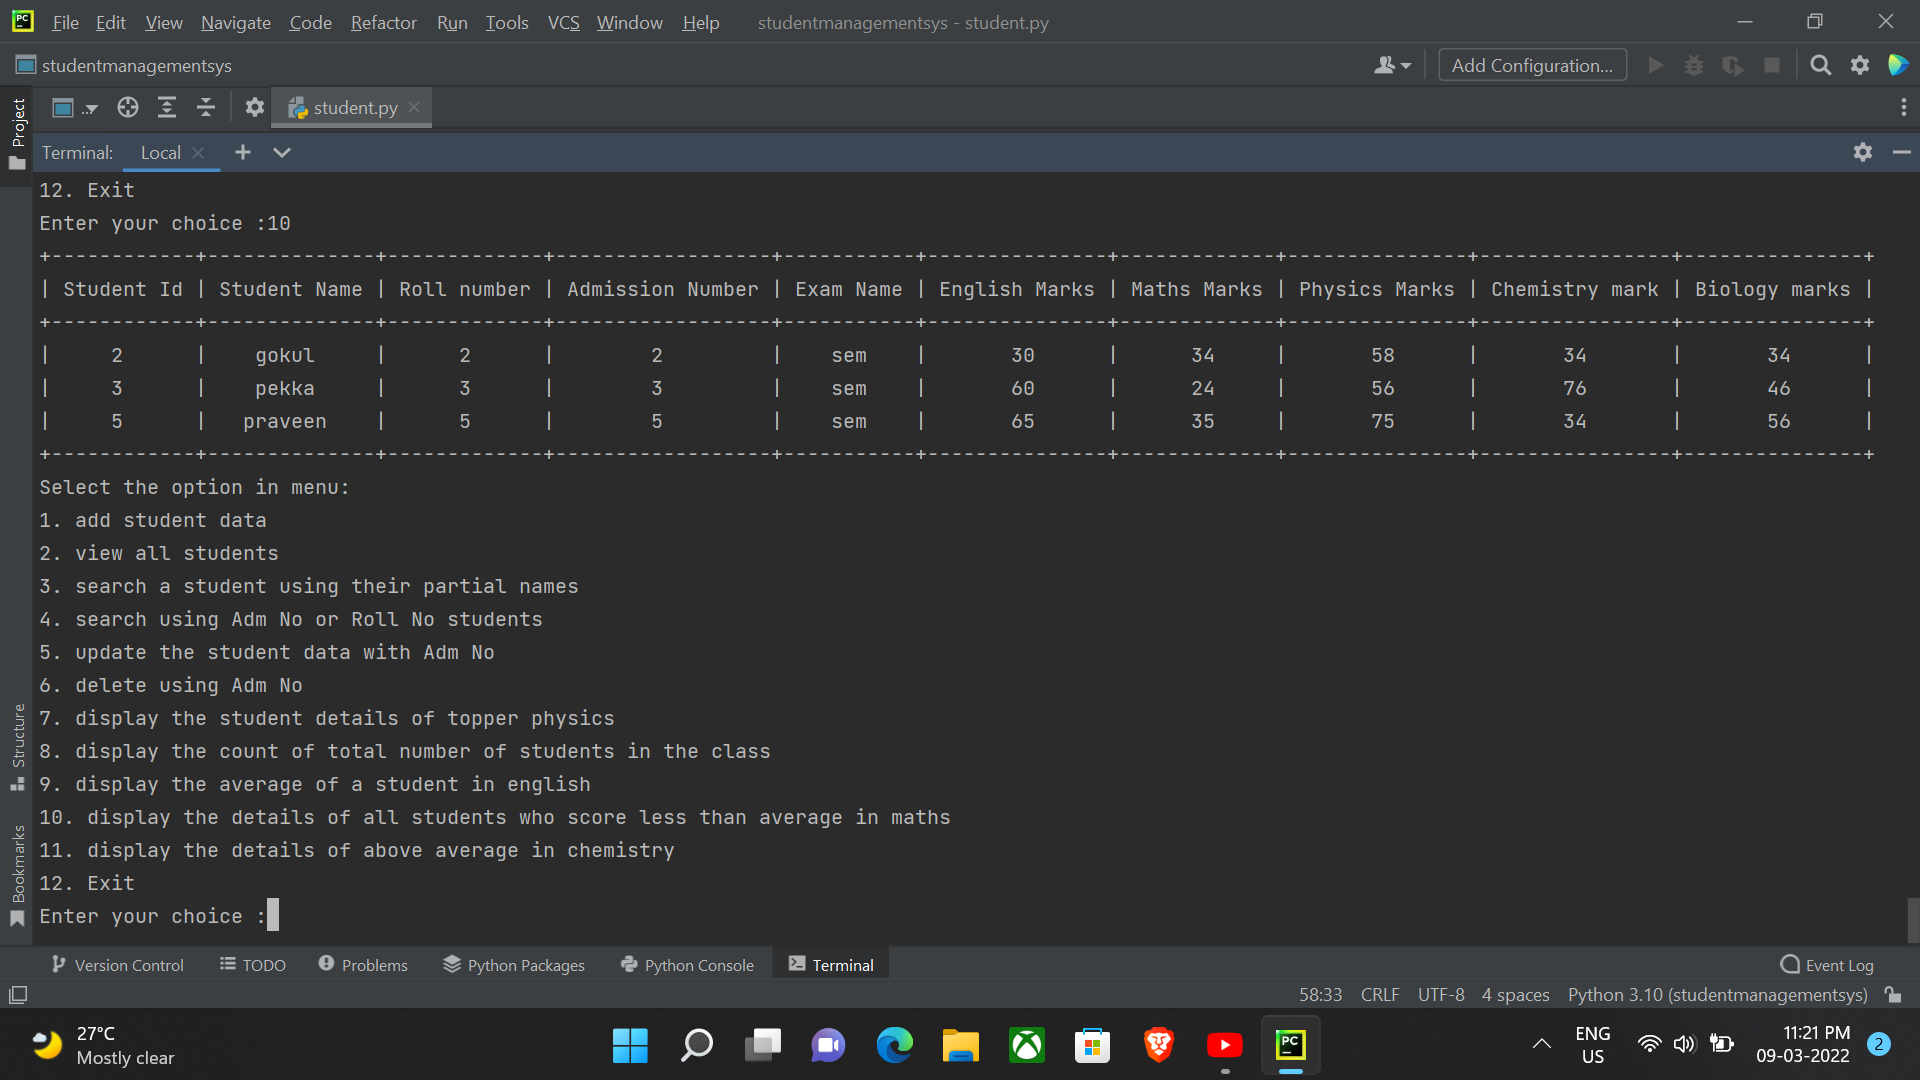 PC File Edit View Navigate Code Refactor Run Tools VCS Window Help studentmanagementsys - student.py
studentmanagementsys Add Configuration...
Project .. student.py
Terminal: Local
12. Exit
Enter your choice :10
+------------+--------------+-------------+------------------+-----------+---------------+-------------+---------------+----------------+---------------+
| Student Id | Student Name | Roll number | Admission Number | Exam Name | English Marks | Maths Marks | Physics Marks | Chemistry mark | Biology marks |
+------------+--------------+-------------+------------------+-----------+---------------+-------------+---------------+----------------+---------------+
| 2 | gokul | 2 | 2 | sem | 30 | 34 | 58 | 34 | 34 |
| 3 | pekka | 3 | 3 | sem | 60 | 24 | 56 | 76 | 46 |
| 5 | praveen | 5 | 5 | sem | 65 | 35 | 75 | 34 | 56 |
+------------+--------------+-------------+------------------+-----------+---------------+-------------+---------------+----------------+---------------+
Select the option in menu:
1. add student data
2. view all students
3. search a student using their partial names
4. search using Adm No or Roll No students
5. update the student data with Adm No
6. delete using Adm No
7. display the student details of topper physics
8. display the count of total number of students in the class
9. display the average of a student in english
10. display the details of all students who score less than average in maths
11. display the details of above average in chemistry
12. Exit
Enter your choice :
Structure
Bookmarks
Version Control TODO Problems Python Packages Python Console Terminal Event Log
58:33 CRLF UTF-8 4 spaces Python 3.10 (studentmanagementsys)
27°C
Mostly clear
PC
ENG
US
11:21 PM
09-03-2022
2